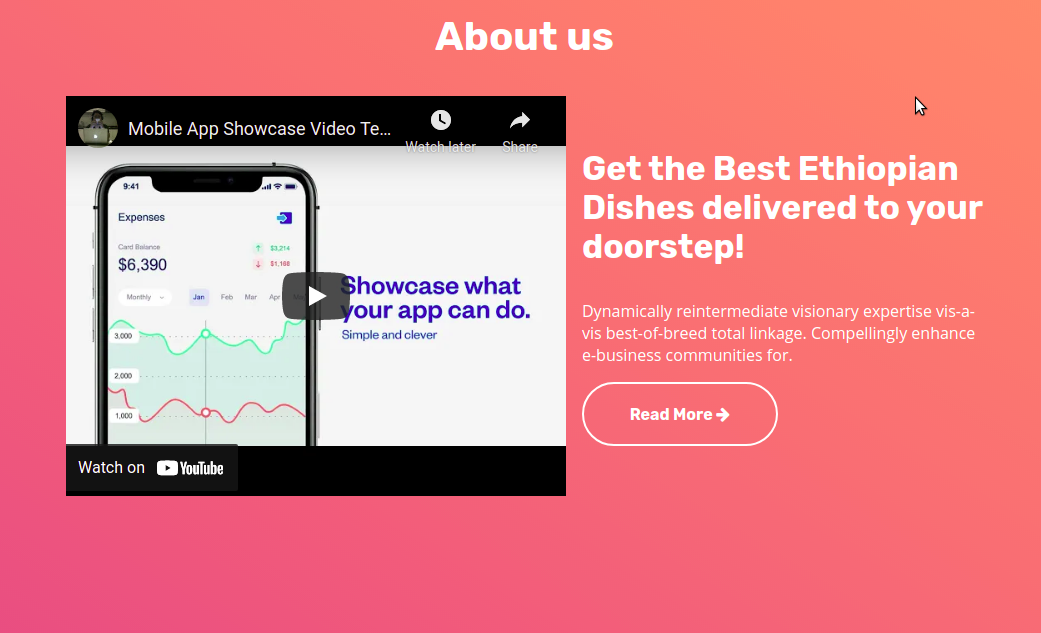 About us
Mobile App Showcase Video Te...
Watch later
Share
9:41
Expenses
Card Balance
$6,390
$3,214
$1,168
Monthly
Jan
Feb
Mar
Apr
3,000
2,000
1,000
Showcase what
your app can do.
Simple and clever
Watch on
YouTube
Get the Best Ethiopian
Dishes delivered to your
doorstep!
Dynamically reintermediate visionary expertise vis-a-
vis best-of-breed total linkage. Compellingly enhance
e-business communities for.
Read More